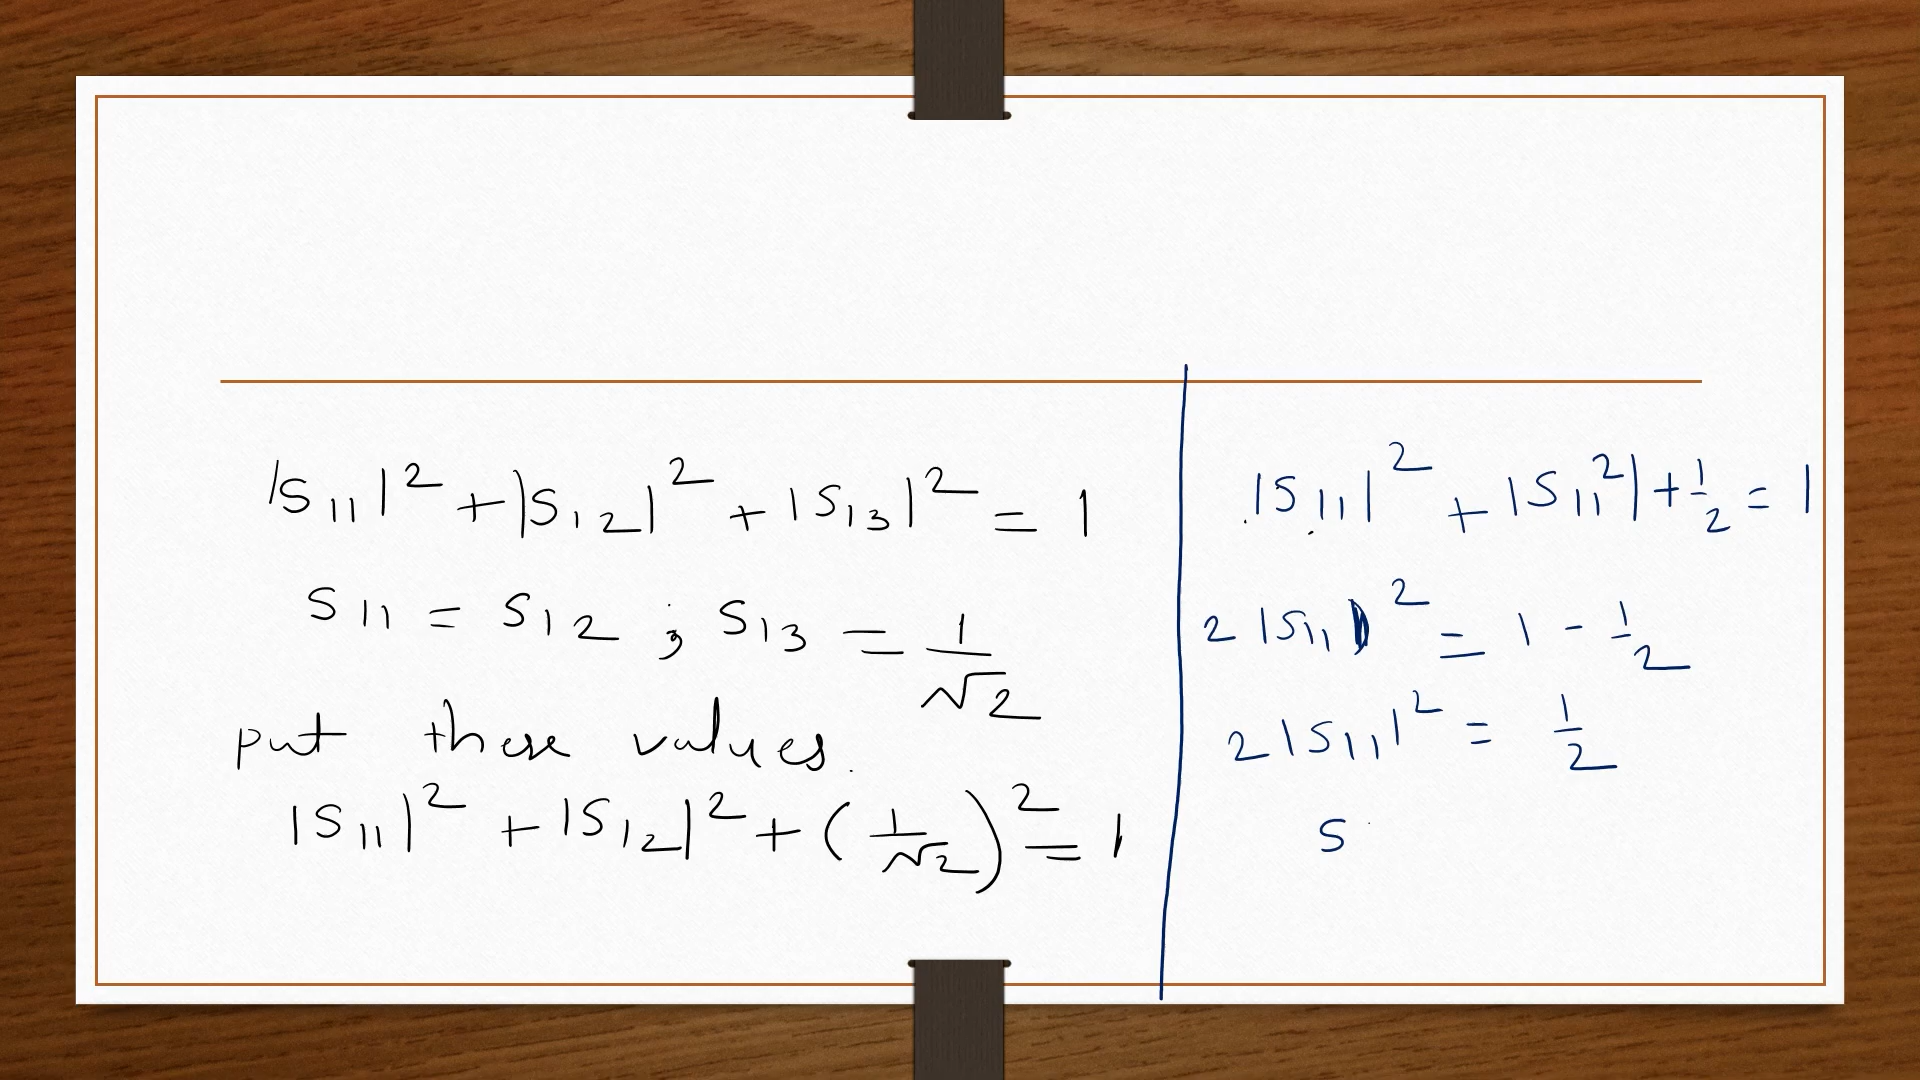 |S11|² + |S12|² + |S13|² = 1
S11 = S12 ; S13 = 1/√2
put these values.
|S11|² + |S12|² + (1/√2)² = 1
|S11|² + |S11²| + 1/2 = 1
2|S11|² = 1 - 1/2
2|S11|² = 1/2
S